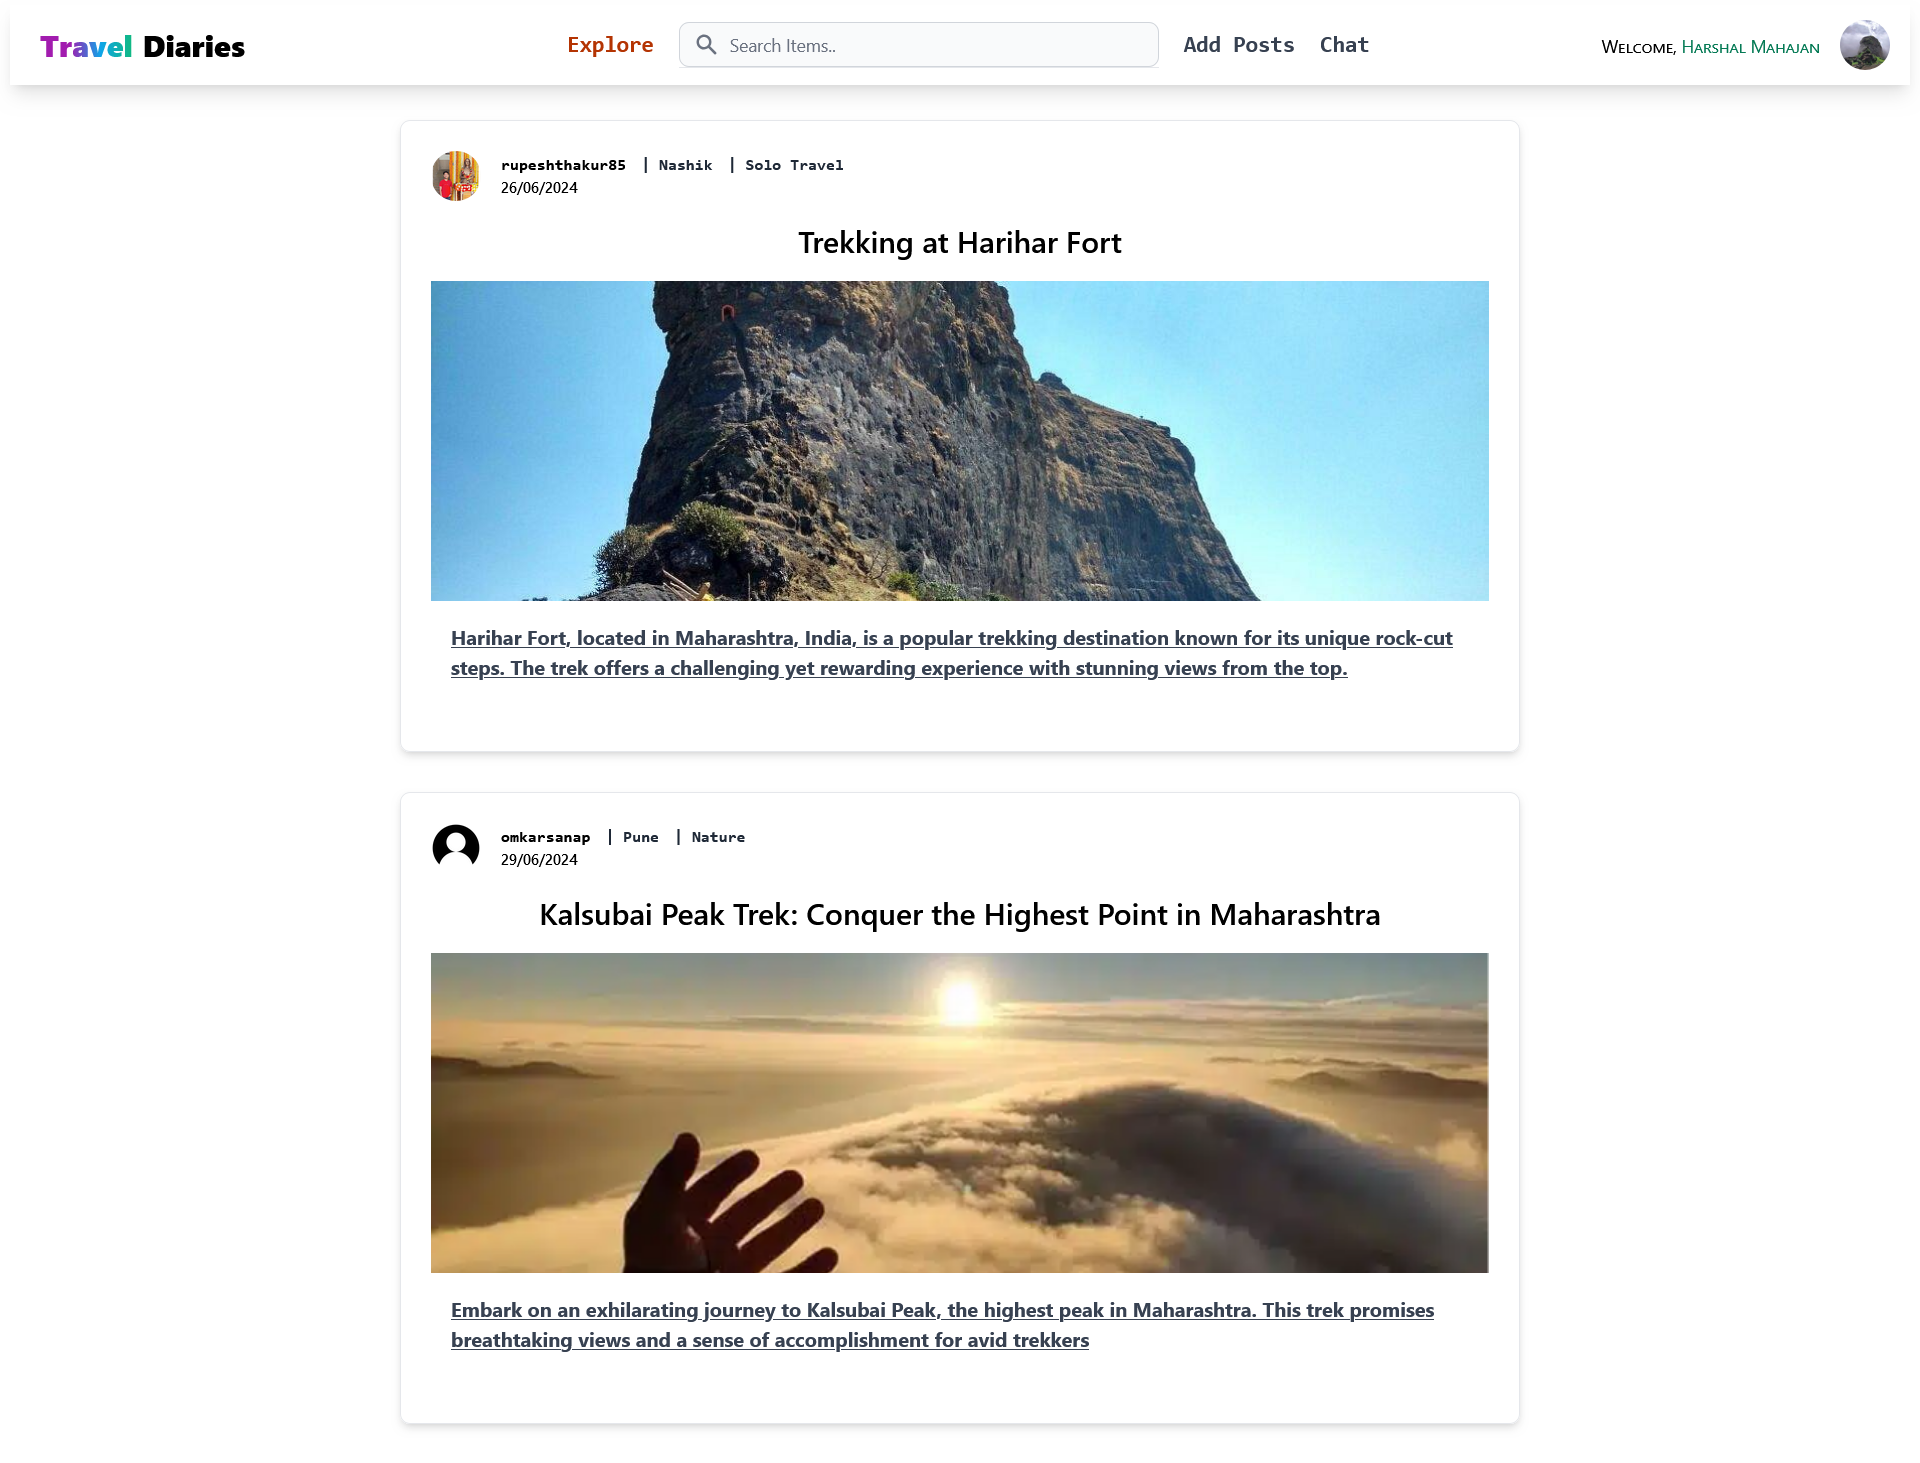 Travel Diaries
Explore
Search Items..
Add Posts
Chat
Welcome, Harshal Mahajan
rupeshthakur85 | Nashik | Solo Travel
26/06/2024
Trekking at Harihar Fort
Harihar Fort, located in Maharashtra, India, is a popular trekking destination known for its unique rock-cut
steps. The trek offers a challenging yet rewarding experience with stunning views from the top.
omkarsanap | Pune | Nature
29/06/2024
Kalsubai Peak Trek: Conquer the Highest Point in Maharashtra
Embark on an exhilarating journey to Kalsubai Peak, the highest peak in Maharashtra. This trek promises
breathtaking views and a sense of accomplishment for avid trekkers